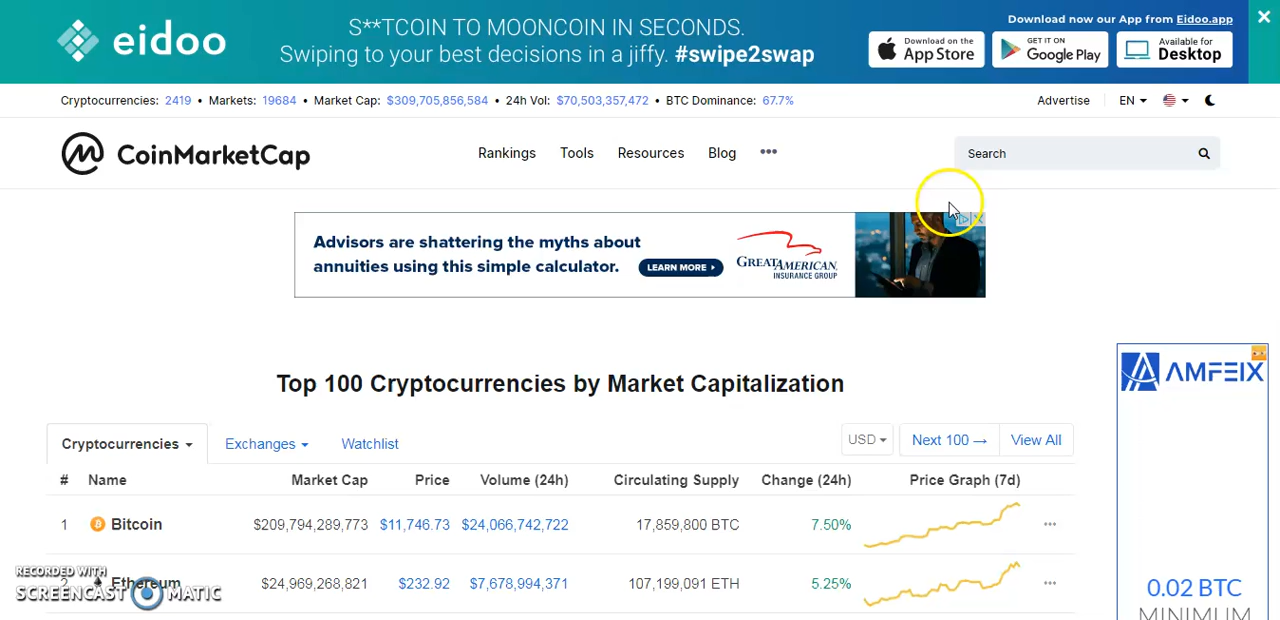 eidoo
S**TCOIN TO MOONCOIN IN SECONDS.
Swiping to your best decisions in a jiffy. #swipe2swap
Download now our App from Eidoo.app
Download on the App Store
GET IT ON Google Play
Available for Desktop
Cryptocurrencies: 2419 • Markets: 19684 • Market Cap: $309,705,856,584 • 24h Vol: $70,503,357,472 • BTC Dominance: 67.7%
Advertise EN
CoinMarketCap
Rankings Tools Resources Blog
Search
Advisors are shattering the myths about
annuities using this simple calculator.
LEARN MORE
GREATAMERICAN
INSURANCE GROUP
AMFEIX
Top 100 Cryptocurrencies by Market Capitalization
Cryptocurrencies Exchanges Watchlist USD Next 100 → View All
# Name Market Cap Price Volume (24h) Circulating Supply Change (24h) Price Graph (7d)
1 Bitcoin $209,794,289,773 $11,746.73 $24,066,742,722 17,859,800 BTC 7.50%
2 Ethereum $24,969,268,821 $232.92 $7,678,994,371 107,199,091 ETH 5.25%
0.02 BTC
MINIMUM
RECORDED WITH
SCREENCAST MATIC